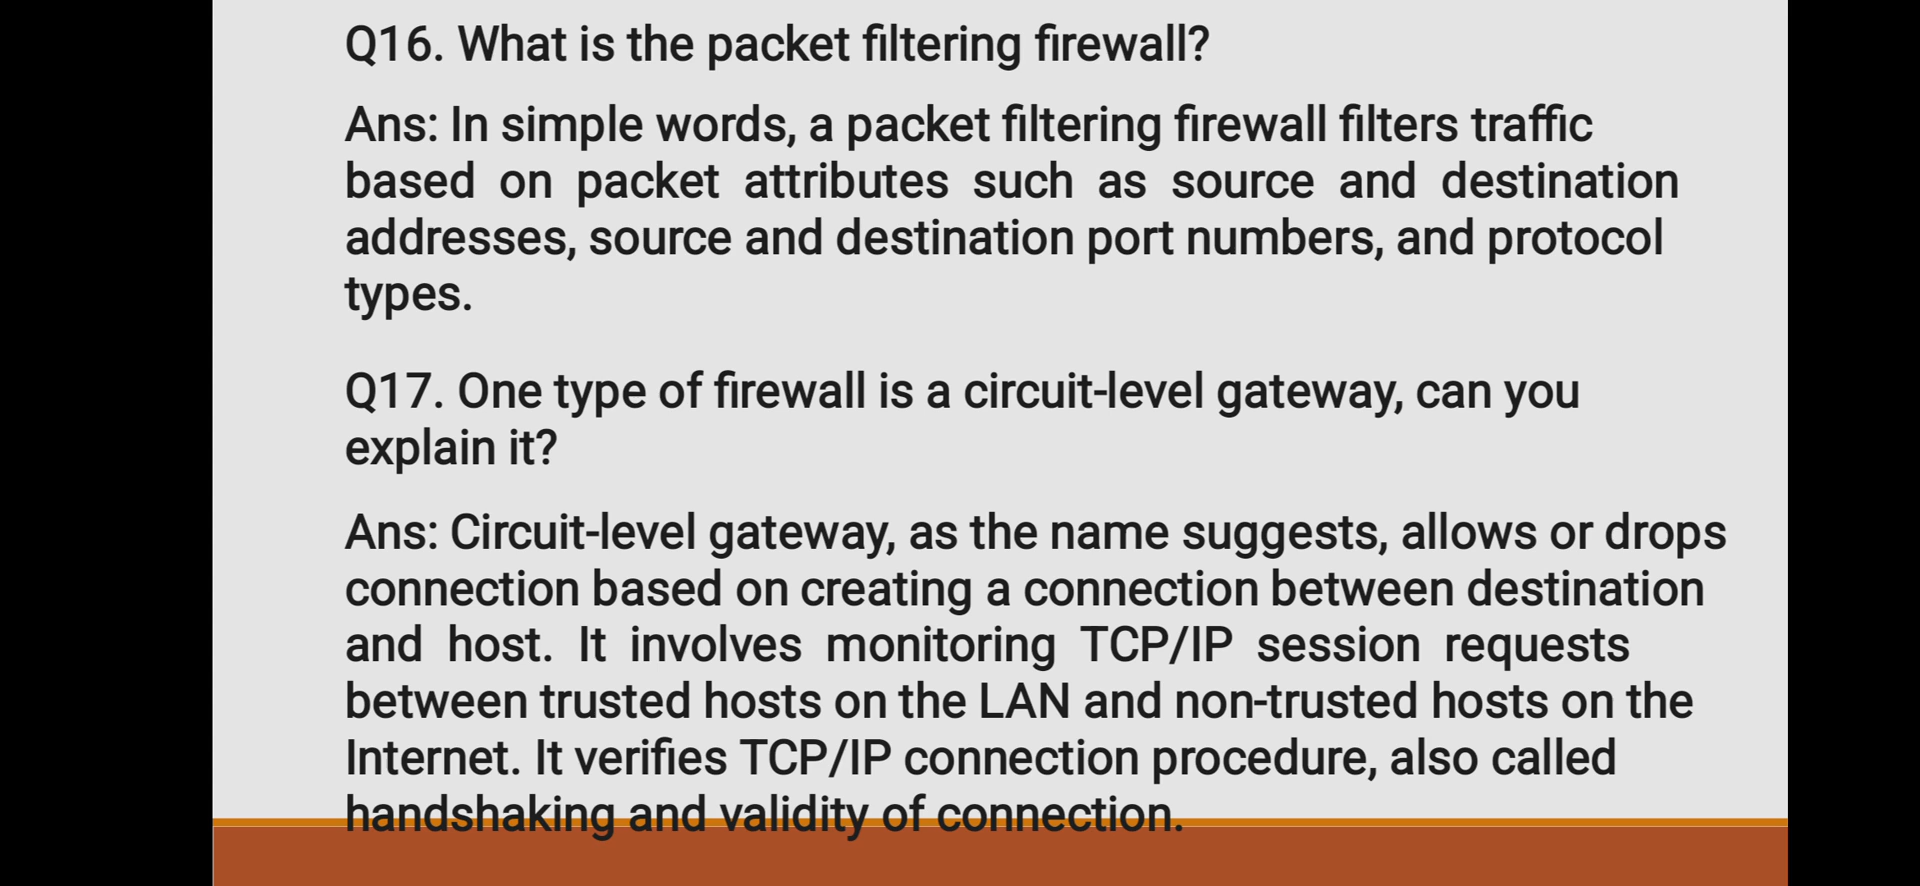 Q16. What is the packet filtering firewall?
Ans: In simple words, a packet filtering firewall filters traffic
based on packet attributes such as source and destination
addresses, source and destination port numbers, and protocol
types.
Q17. One type of firewall is a circuit-level gateway, can you
explain it?
Ans: Circuit-level gateway, as the name suggests, allows or drops
connection based on creating a connection between destination
and host. It involves monitoring TCP/IP session requests
between trusted hosts on the LAN and non-trusted hosts on the
Internet. It verifies TCP/IP connection procedure, also called
handshaking and validity of connection.